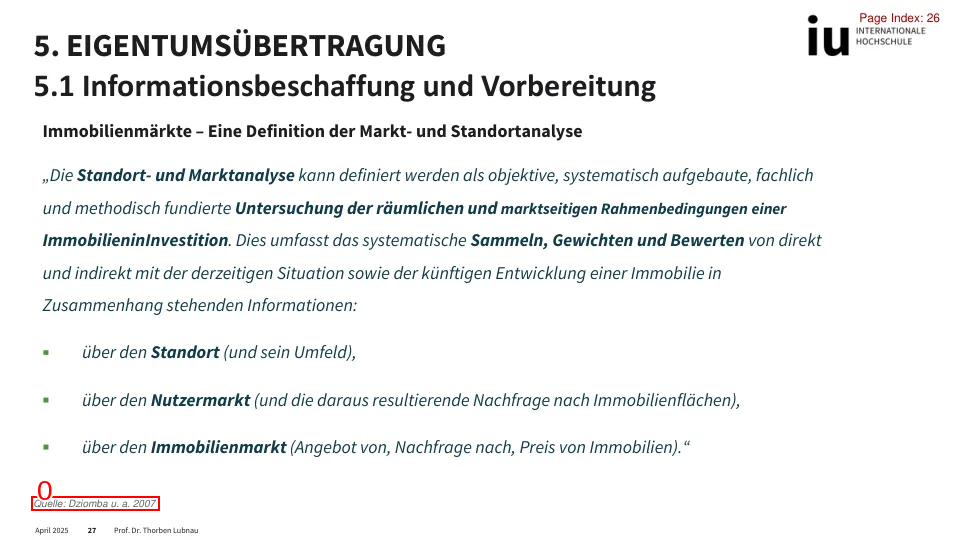 Page Index: 26
iu INTERNATIONALE
HOCHSCHULE
5. EIGENTUMSÜBERTRAGUNG
5.1 Informationsbeschaffung und Vorbereitung
Immobilienmärkte – Eine Definition der Markt- und Standortanalyse
„Die Standort- und Marktanalyse kann definiert werden als objektive, systematisch aufgebaute, fachlich
und methodisch fundierte Untersuchung der räumlichen und marktseitigen Rahmenbedingungen einer
ImmobilieninInvestition. Dies umfasst das systematische Sammeln, Gewichten und Bewerten von direkt
und indirekt mit der derzeitigen Situation sowie der künftigen Entwicklung einer Immobilie in
Zusammenhang stehenden Informationen:
▪ über den Standort (und sein Umfeld),
▪ über den Nutzermarkt (und die daraus resultierende Nachfrage nach Immobilienflächen),
▪ über den Immobilienmarkt (Angebot von, Nachfrage nach, Preis von Immobilien).“
0
Quelle: Dziomba u. a. 2007
April 2025 27 Prof. Dr. Thorben Lubnau